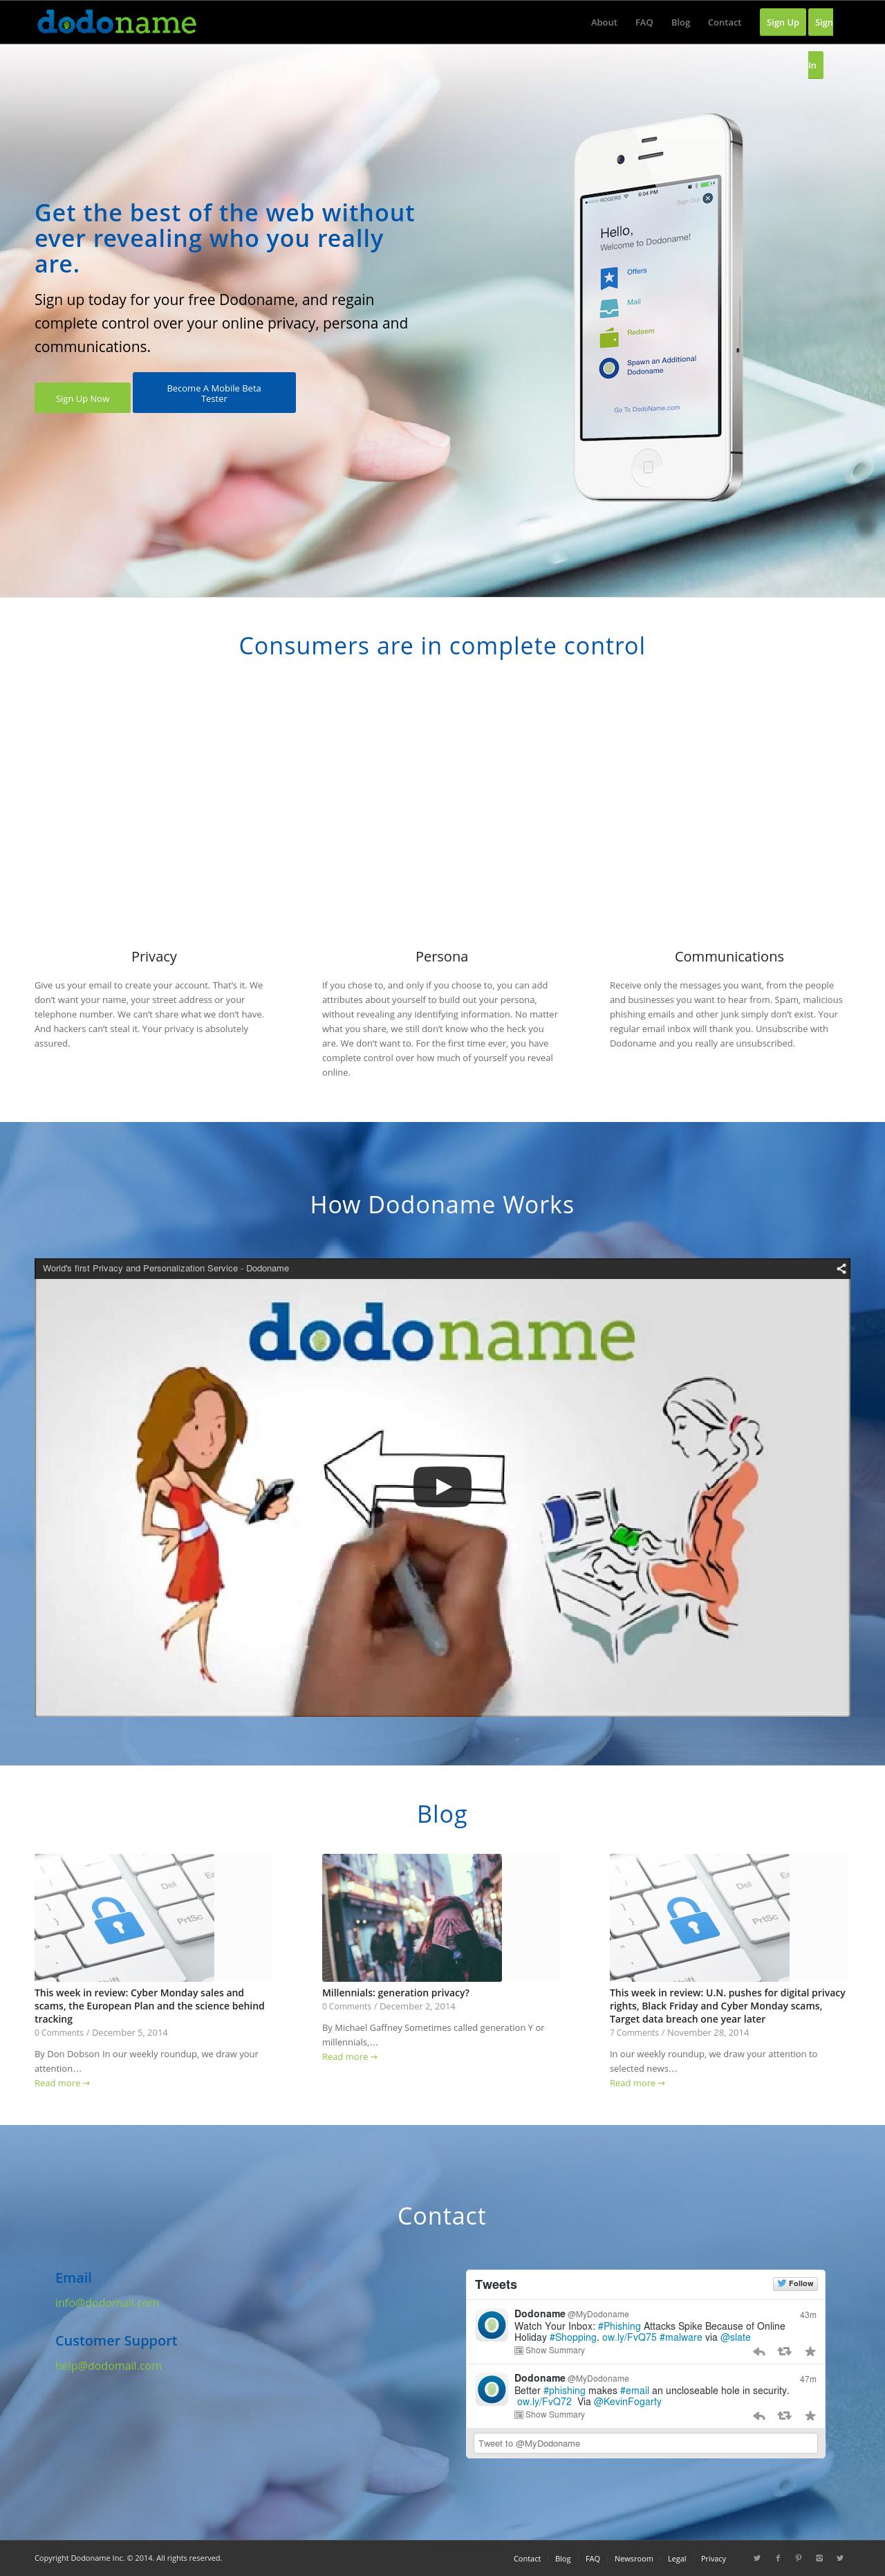 dodoname
About FAQ Blog Contact Sign Up Sign
In
Get the best of the web without
ever revealing who you really
are.
Sign up today for your free Dodoname, and regain
complete control over your online privacy, persona and
communications.
Sign Up Now
Become A Mobile Beta
Tester
ROGERS 6:04 PM
Sign Out
Hello,
Welcome to Dodoname!
Offers
Mail
Redeem
Spawn an Additional
Dodoname
Go To DodoName.com
Consumers are in complete control
Privacy
Give us your email to create your account. That's it. We
don't want your name, your street address or your
telephone number. We can't share what we don't have.
And hackers can't steal it. Your privacy is absolutely
assured.
Persona
If you chose to, and only if you choose to, you can add
attributes about yourself to build out your persona,
without revealing any identifying information. No matter
what you share, we still don't know who the heck you
are. We don't want to. For the first time ever, you have
complete control over how much of yourself you reveal
online.
Communications
Receive only the messages you want, from the people
and businesses you want to hear from. Spam, malicious
phishing emails and other junk simply don't exist. Your
regular email inbox will thank you. Unsubscribe with
Dodoname and you really are unsubscribed.
How Dodoname Works
World's first Privacy and Personalization Service - Dodoname
dodoname
Blog
Del
PrtSc
This week in review: Cyber Monday sales and
scams, the European Plan and the science behind
tracking
0 Comments / December 5, 2014
By Don Dobson In our weekly roundup, we draw your
attention…
Read more →
Millennials: generation privacy?
0 Comments / December 2, 2014
By Michael Gaffney Sometimes called generation Y or
millennials,…
Read more →
Del
PrtSc
This week in review: U.N. pushes for digital privacy
rights, Black Friday and Cyber Monday scams,
Target data breach one year later
7 Comments / November 28, 2014
In our weekly roundup, we draw your attention to
selected news…
Read more →
Contact
Email
info@dodomail.com
Customer Support
help@dodomail.com
Tweets
Follow
Dodoname @MyDodoname 43m
Watch Your Inbox: #Phishing Attacks Spike Because of Online
Holiday #Shopping. ow.ly/FvQ75 #malware via @slate
Show Summary
Dodoname @MyDodoname 47m
Better #phishing makes #email an uncloseable hole in security.
ow.ly/FvQ72 Via @KevinFogarty
Show Summary
Tweet to @MyDodoname
Copyright Dodoname Inc. © 2014. All rights reserved.
Contact Blog FAQ Newsroom Legal Privacy